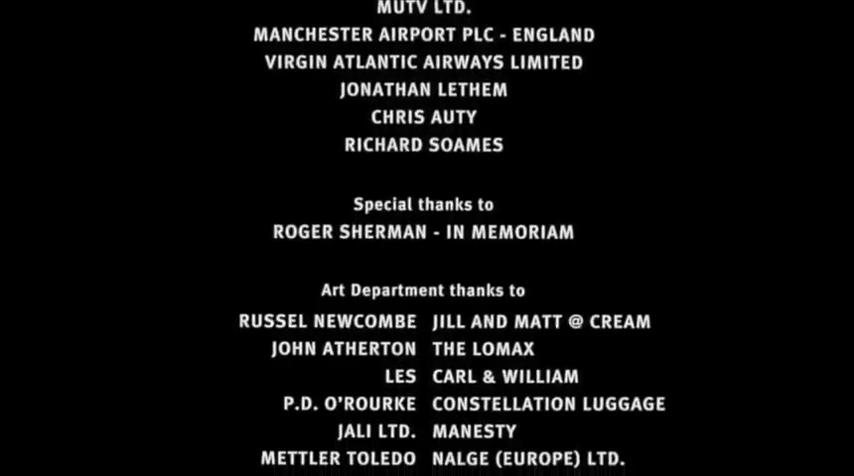 MUTV LTD.
MANCHESTER AIRPORT PLC - ENGLAND
VIRGIN ATLANTIC AIRWAYS LIMITED
JONATHAN LETHEM
CHRIS AUTY
RICHARD SOAMES
Special thanks to
ROGER SHERMAN - IN MEMORIAM
Art Department thanks to
RUSSEL NEWCOMBE JILL AND MATT @ CREAM
JOHN ATHERTON THE LOMAX
LES CARL & WILLIAM
P.D. O'ROURKE CONSTELLATION LUGGAGE
JALI LTD. MANESTY
METTLER TOLEDO NALGE (EUROPE) LTD.